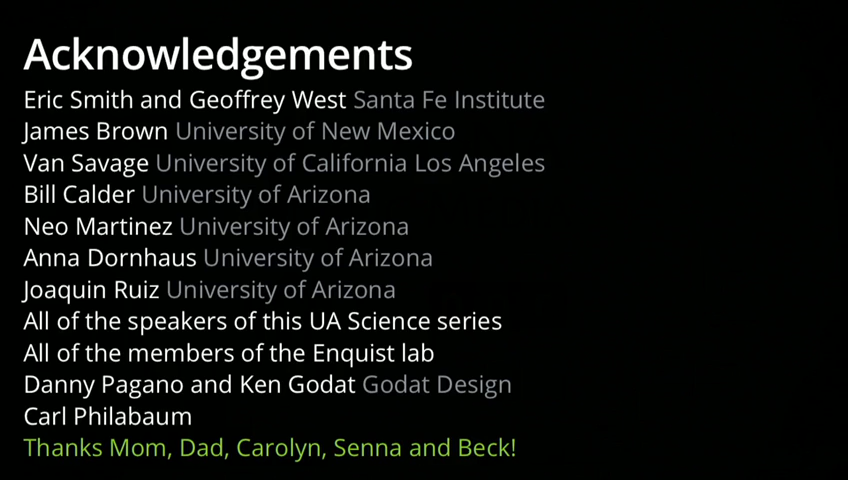 Acknowledgements
Eric Smith and Geoffrey West Santa Fe Institute
James Brown University of New Mexico
Van Savage University of California Los Angeles
Bill Calder University of Arizona
Neo Martinez University of Arizona
Anna Dornhaus University of Arizona
Joaquin Ruiz University of Arizona
All of the speakers of this UA Science series
All of the members of the Enquist lab
Danny Pagano and Ken Godat Godat Design
Carl Philabaum
Thanks Mom, Dad, Carolyn, Senna and Beck!